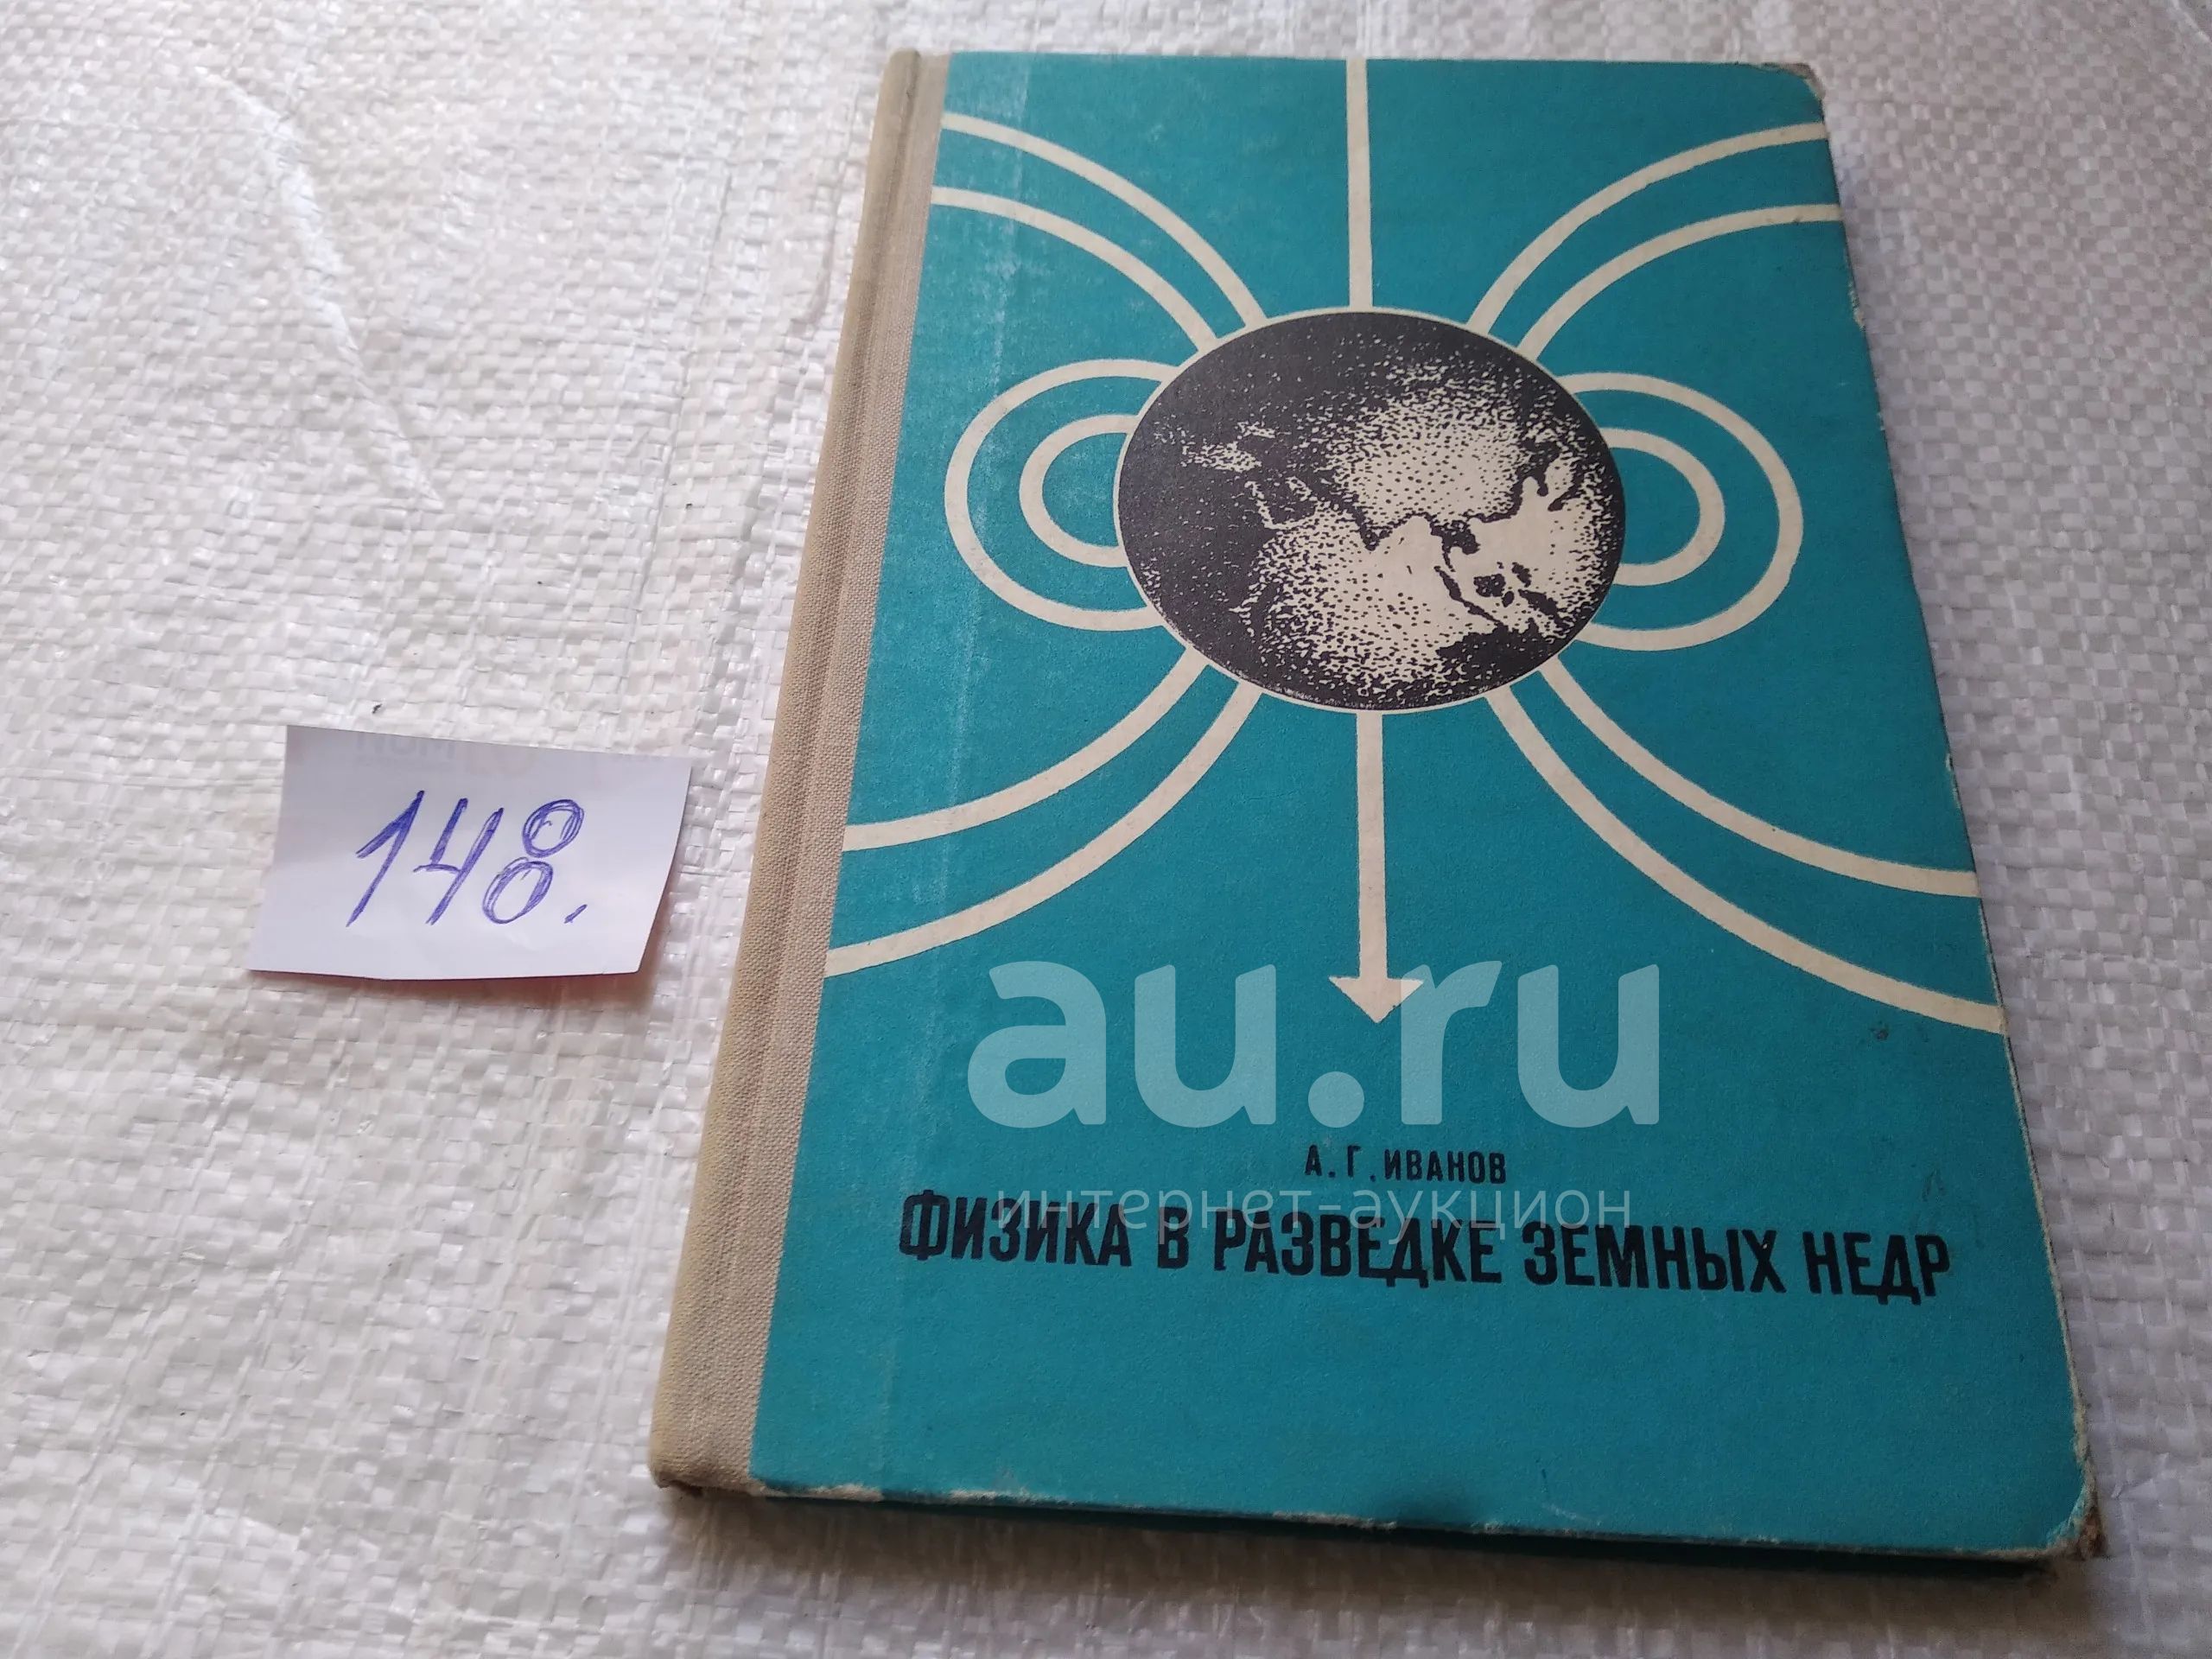 148.
au.ru
А. Г. ИВАНОВ
интернет-аукцион
ФИЗИКА В РАЗВЕДКЕ ЗЕМНЫХ НЕДР